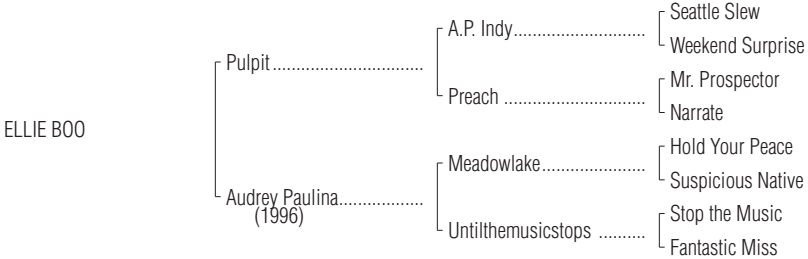 Seattle Slew
A.P. Indy............................
Weekend Surprise
Pulpit................................
Mr. Prospector
Preach ..............................
Narrate
ELLIE BOO
Hold Your Peace
Meadowlake......................
Suspicious Native
Audrey Paulina..................
(1996)
Stop the Music
Untilthemusicstops ..........
Fantastic Miss